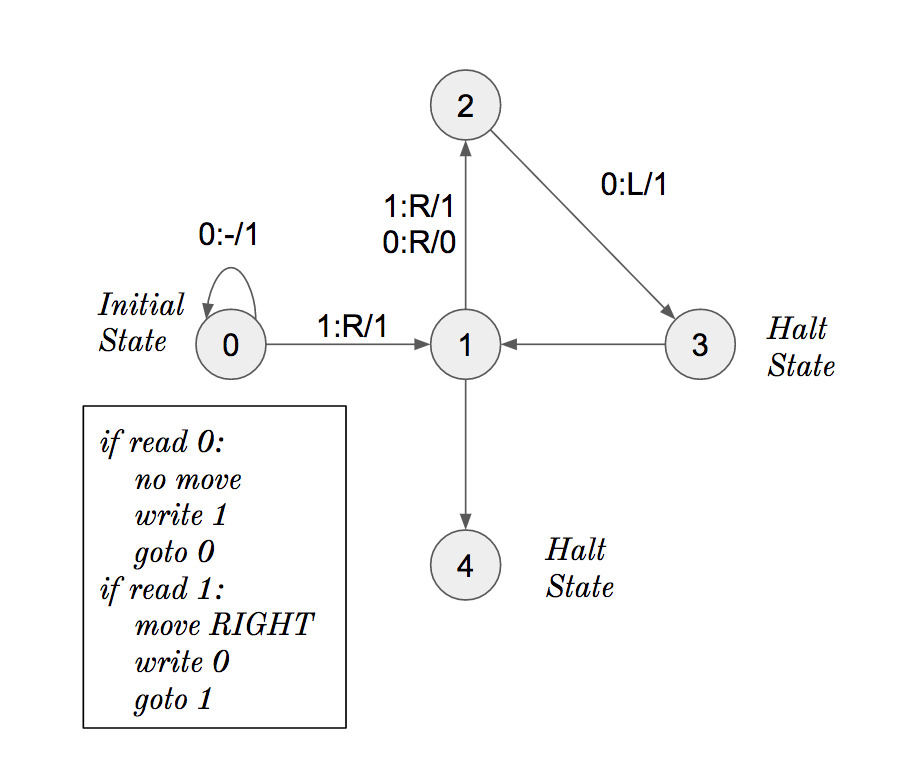 2
0:L/1
1:R/1
0:R/0
0:-/1
Initial
State
0
1:R/1
1
3
Halt
State
if read 0:
no move
write 1
goto 0
if read 1:
move RIGHT
write 0
goto 1
4
Halt
State